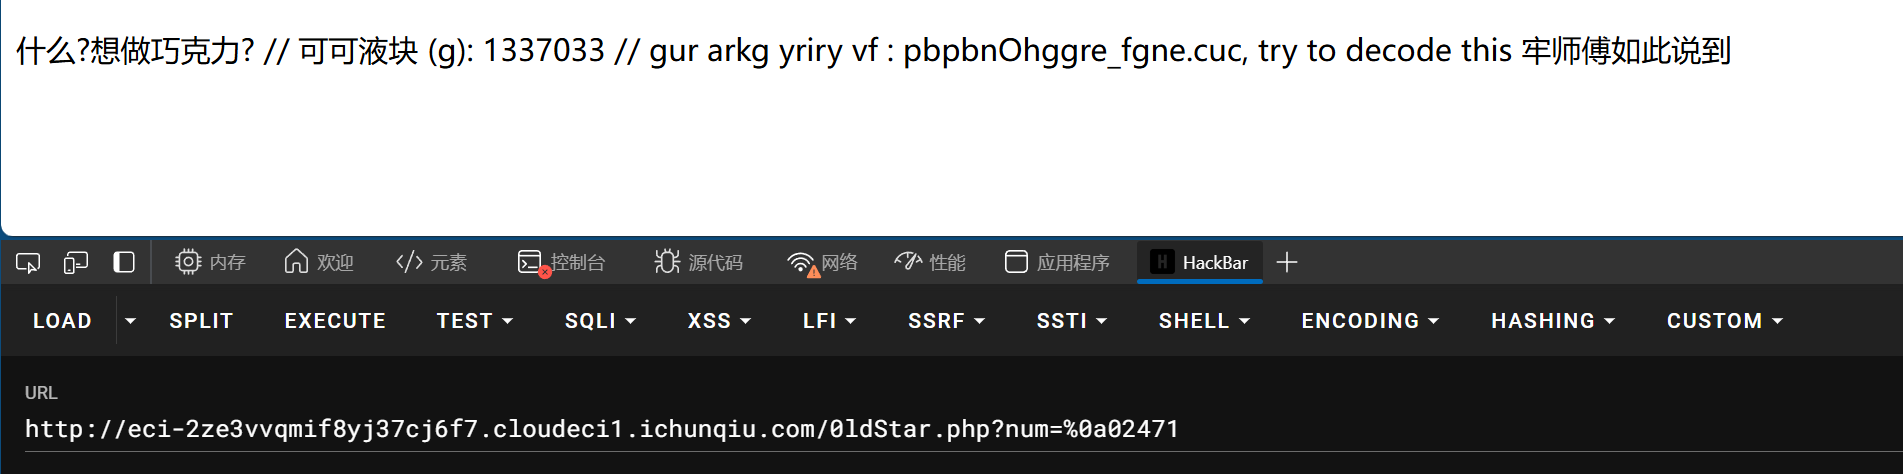 什么?想做巧克力? // 可可液块 (g): 1337033 // gur arkg yriry vf : pbpbnOhggre_fgne.cuc, try to decode this 牢师傅如此说到
内存 欢迎 元素 控制台 源代码 网络 性能 应用程序 HackBar
LOAD SPLIT EXECUTE TEST SQLI XSS LFI SSRF SSTI SHELL ENCODING HASHING CUSTOM
URL
http://eci-2ze3vvqmif8yj37cj6f7.cloudeci1.ichunqiu.com/0ldStar.php?num=%0a02471